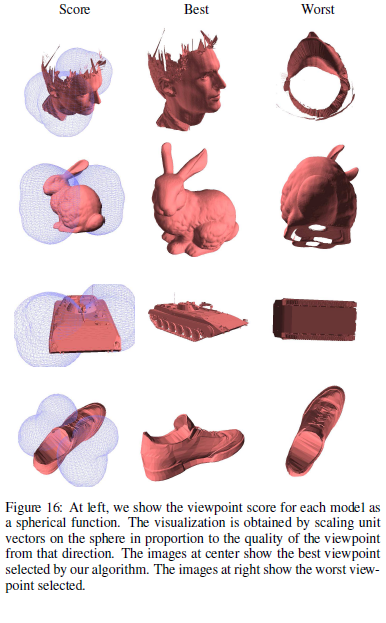 Score Best Worst
Figure 16: At left, we show the viewpoint score for each model as
a spherical function. The visualization is obtained by scaling unit
vectors on the sphere in proportion to the quality of the viewpoint
from that direction. The images at center show the best viewpoint
selected by our algorithm. The images at right show the worst view-
point selected.